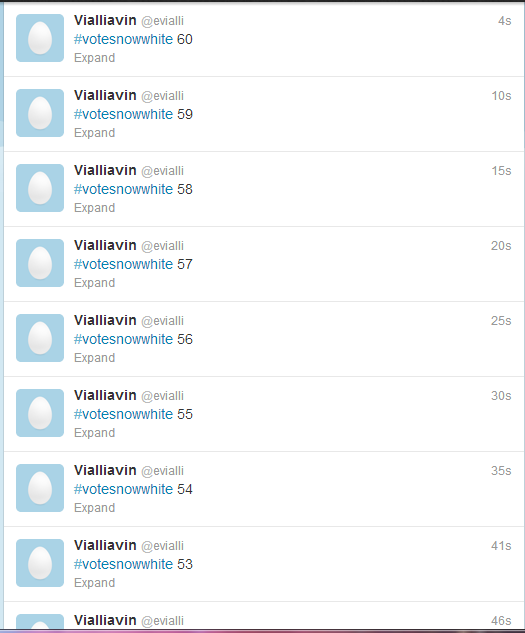 Vialliavin @evialli 4s
#votesnowwhite 60
Expand
Vialliavin @evialli 10s
#votesnowwhite 59
Expand
Vialliavin @evialli 15s
#votesnowwhite 58
Expand
Vialliavin @evialli 20s
#votesnowwhite 57
Expand
Vialliavin @evialli 25s
#votesnowwhite 56
Expand
Vialliavin @evialli 30s
#votesnowwhite 55
Expand
Vialliavin @evialli 35s
#votesnowwhite 54
Expand
Vialliavin @evialli 41s
#votesnowwhite 53
Expand
Vialliavin @evialli 46s